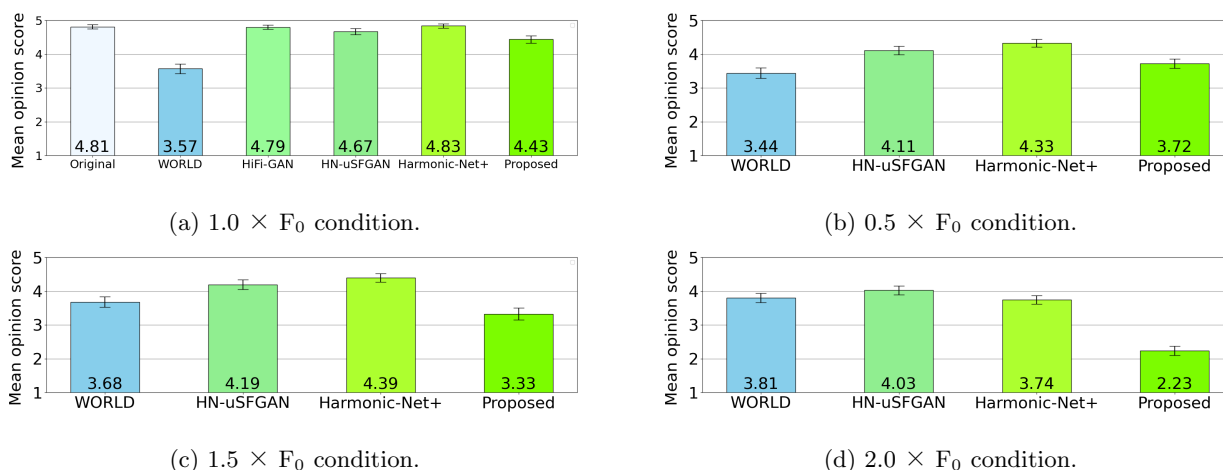 Mean opinion score
5
4
3
2
1
4.81 3.57 4.79 4.67 4.83 4.43
Original WORLD HiFi-GAN HN-uSFGAN Harmonic-Net+ Proposed
(a) 1.0 × F₀ condition.
Mean opinion score
5
4
3
2
1
3.44 4.11 4.33 3.72
WORLD HN-uSFGAN Harmonic-Net+ Proposed
(b) 0.5 × F₀ condition.
Mean opinion score
5
4
3
2
1
3.68 4.19 4.39 3.33
WORLD HN-uSFGAN Harmonic-Net+ Proposed
(c) 1.5 × F₀ condition.
Mean opinion score
5
4
3
2
1
3.81 4.03 3.74 2.23
WORLD HN-uSFGAN Harmonic-Net+ Proposed
(d) 2.0 × F₀ condition.